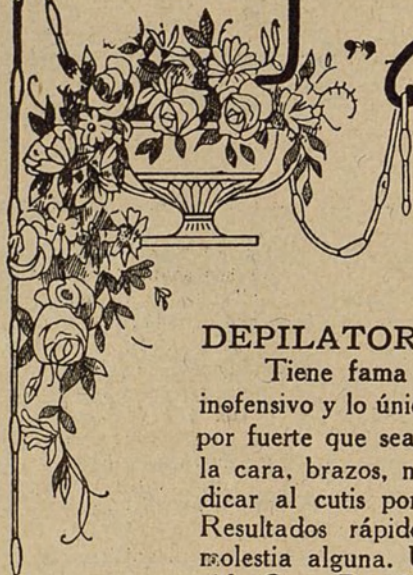 DEPILATOR
Tiene fama
inofensivo y lo úni
por fuerte que sea
la cara, brazos,
dicar al cutis por
Resultados rápid
molestia alguna.